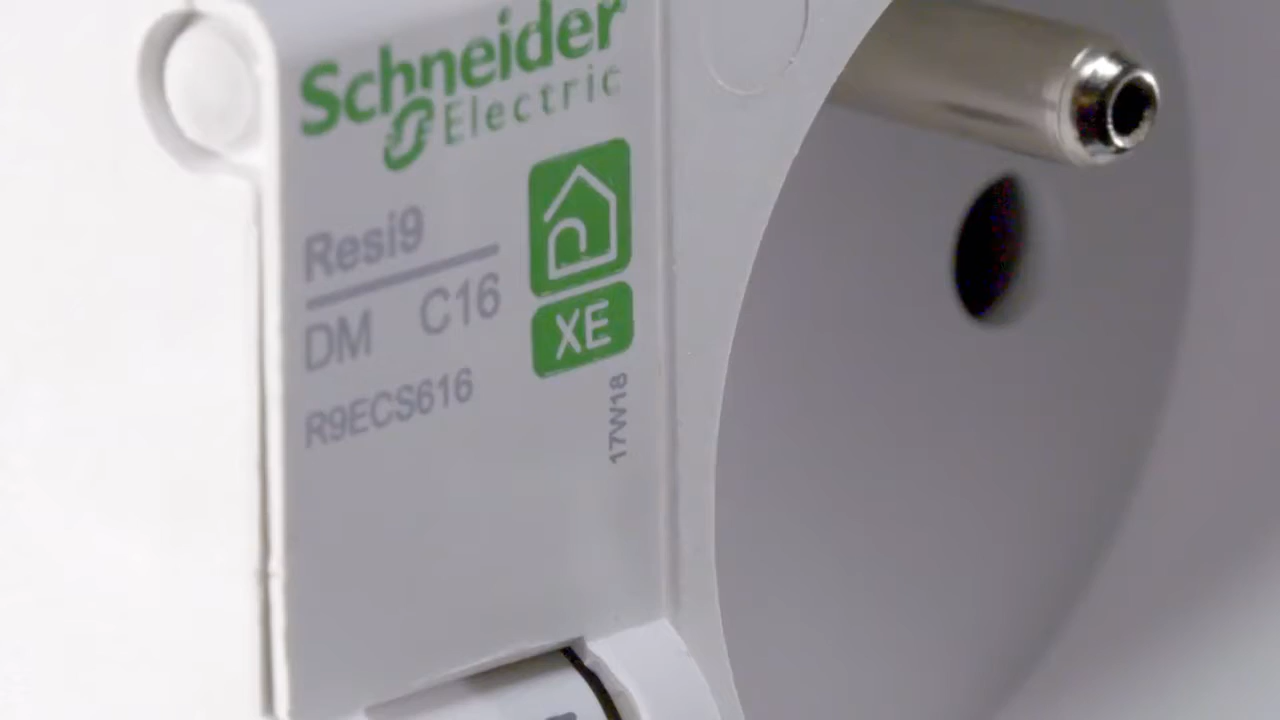 Schneider
Electric
Resi9
DM C16
XE
R9ECS616
17W18